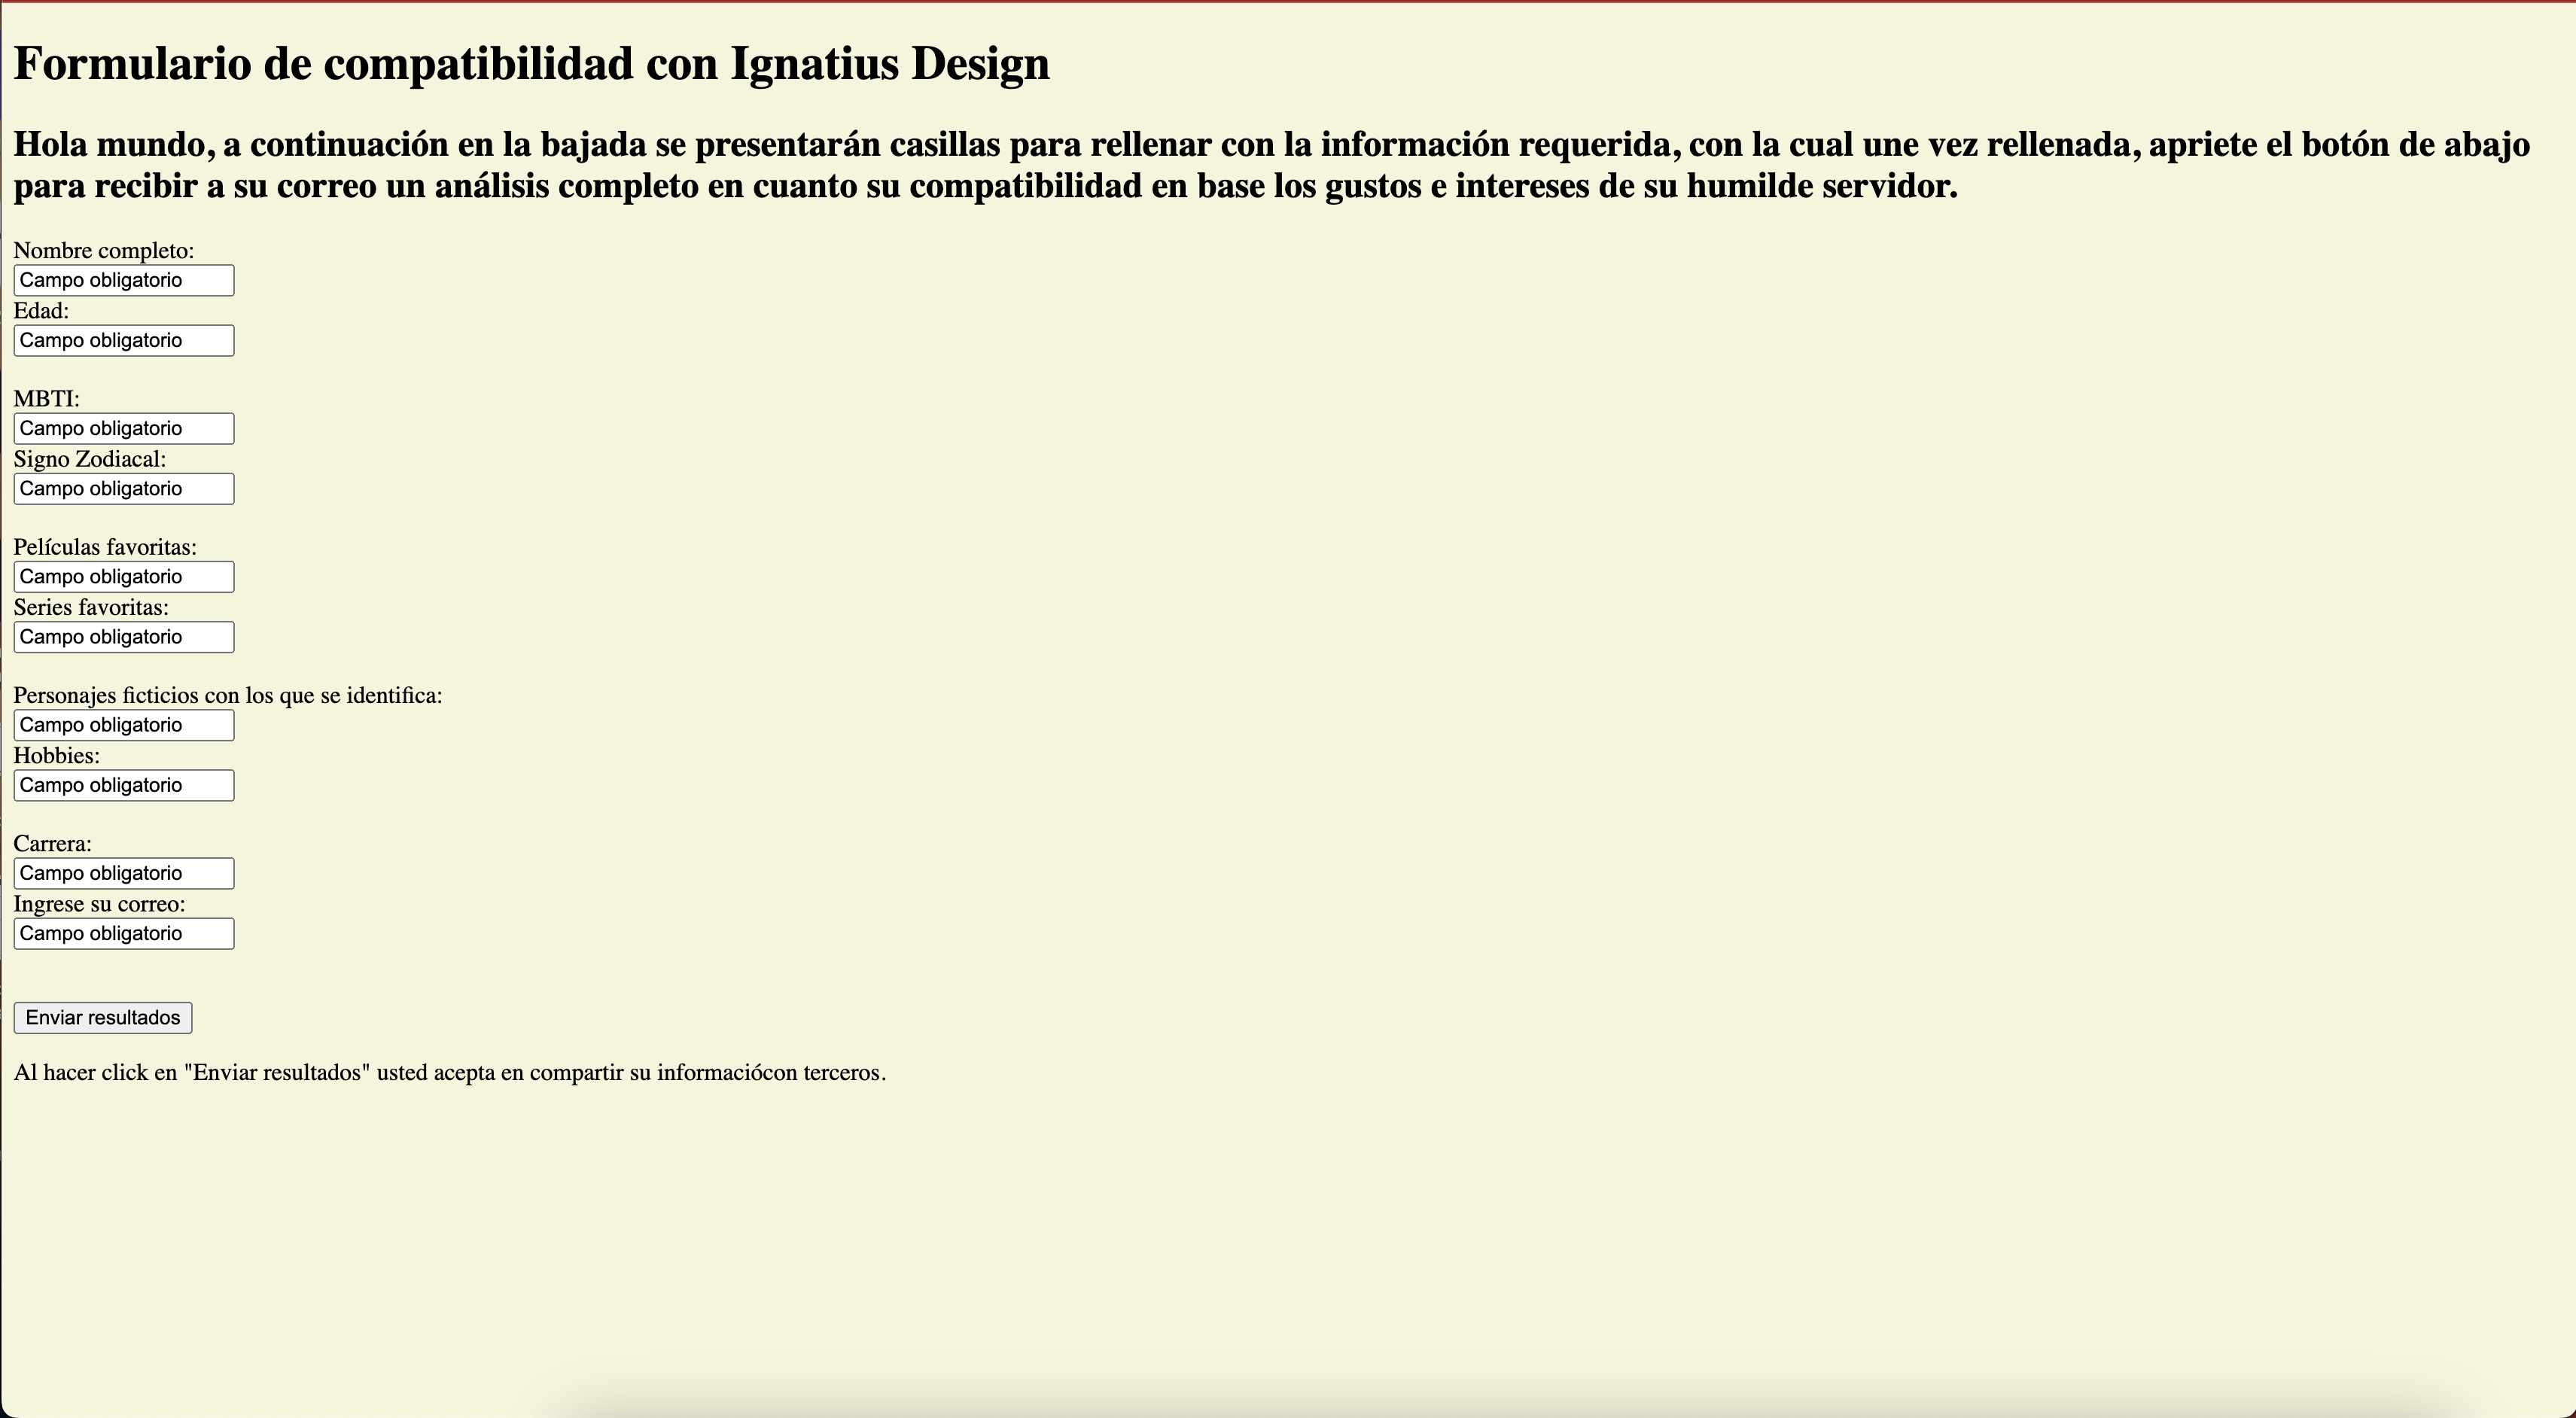 Formulario de compatibilidad con Ignatius Design
Hola mundo, a continuación en la bajada se presentarán casillas para rellenar con la información requerida, con la cual une vez rellenada, apriete el botón de abajo
para recibir a su correo un análisis completo en cuanto su compatibilidad en base los gustos e intereses de su humilde servidor.
Nombre completo:
Campo obligatorio
Edad:
Campo obligatorio
MBTI:
Campo obligatorio
Signo Zodiacal:
Campo obligatorio
Películas favoritas:
Campo obligatorio
Series favoritas:
Campo obligatorio
Personajes ficticios con los que se identifica:
Campo obligatorio
Hobbies:
Campo obligatorio
Carrera:
Campo obligatorio
Ingrese su correo:
Campo obligatorio
Enviar resultados
Al hacer click en "Enviar resultados" usted acepta en compartir su informaciócon terceros.